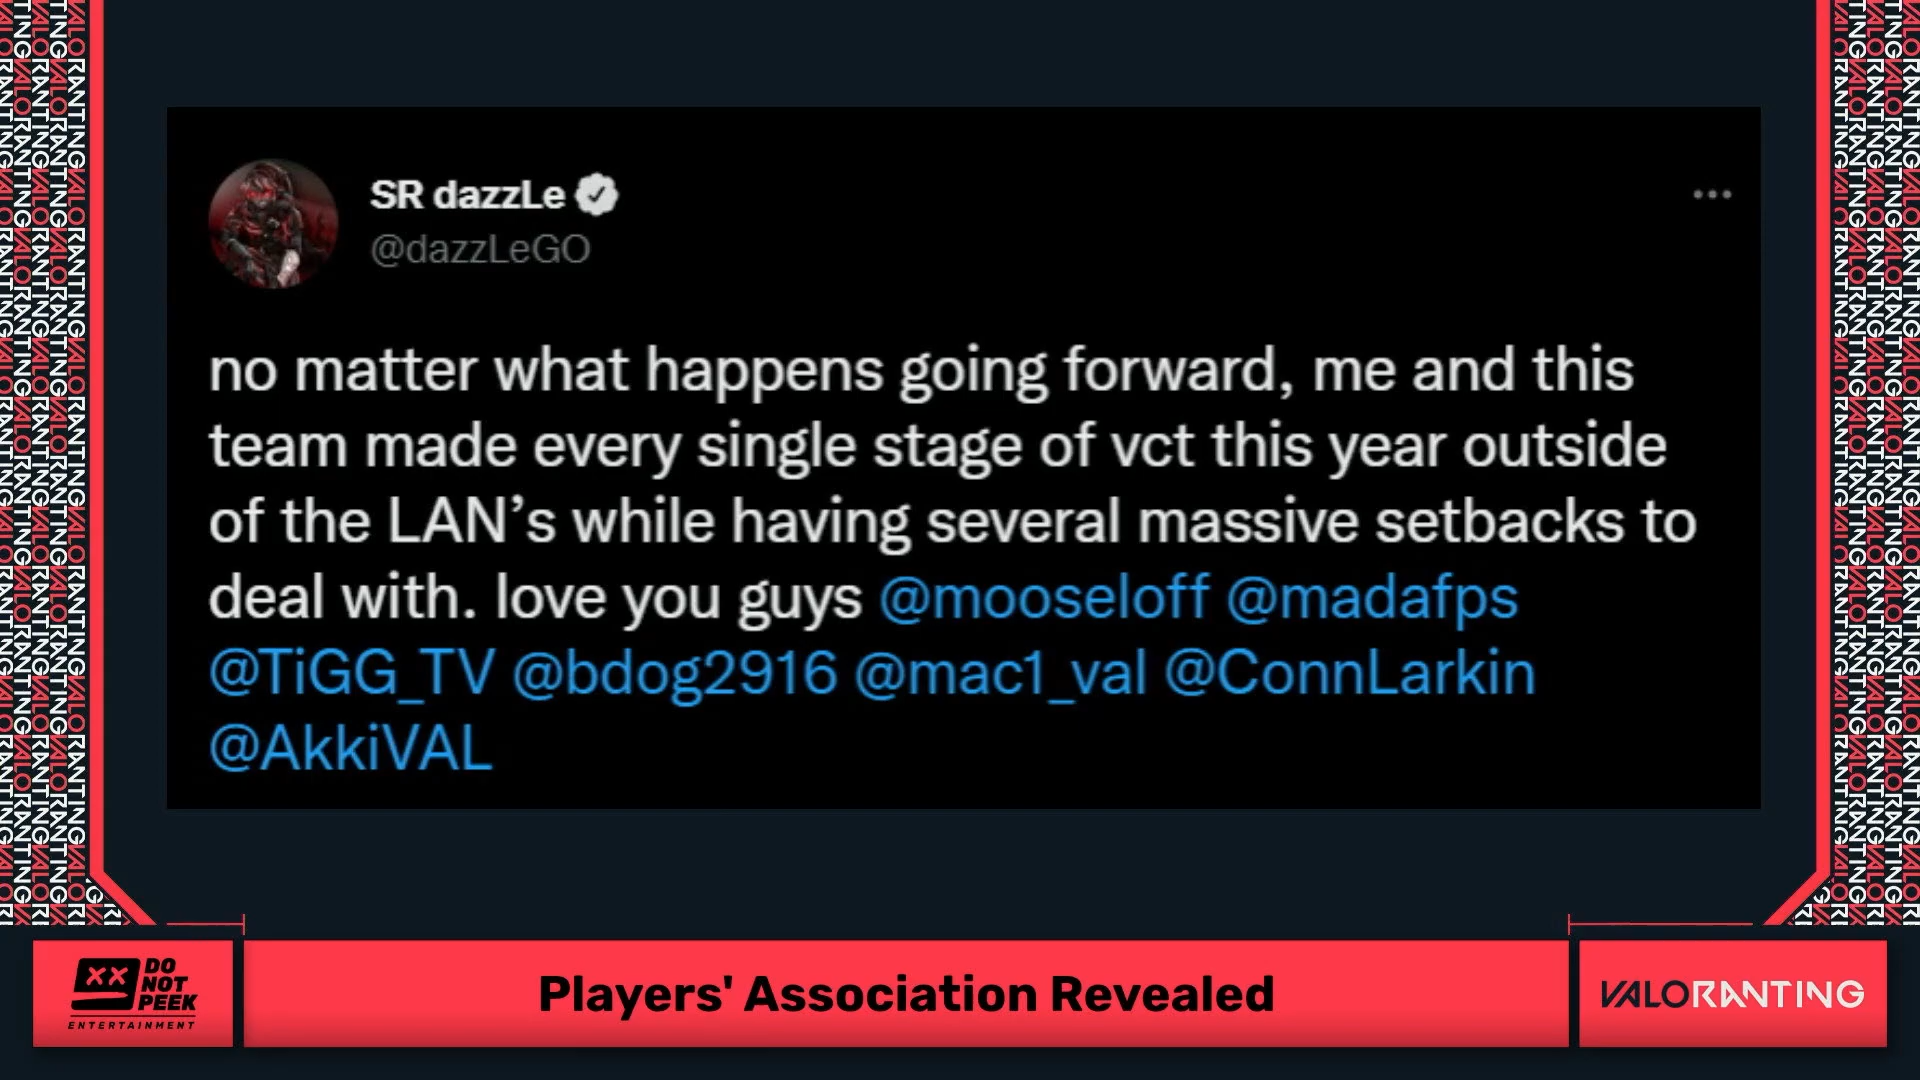 SR dazzLe
@dazzLeGO
no matter what happens going forward, me and this
team made every single stage of vct this year outside
of the LAN’s while having several massive setbacks to
deal with. love you guys @mooseloff @madafps
@TiGG_TV @bdog2916 @mac1_val @ConnLarkin
@AkkiVAL
XX DO
NOT
PEEK
ENTERTAINMENT
Players' Association Revealed
VALORANTING